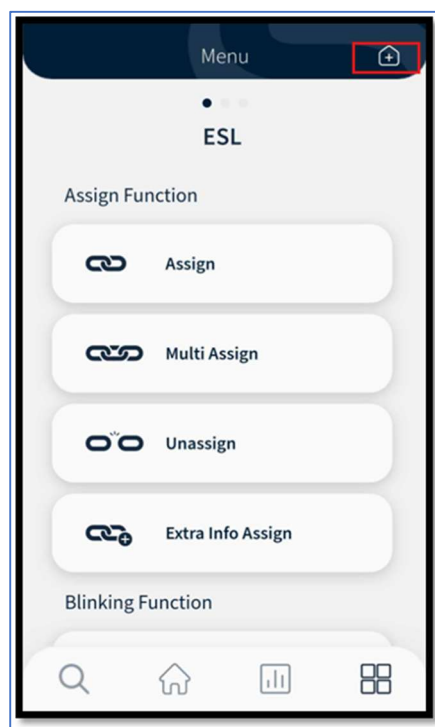 Menu
ESL
Assign Function
Assign
Multi Assign
Unassign
Extra Info Assign
Blinking Function